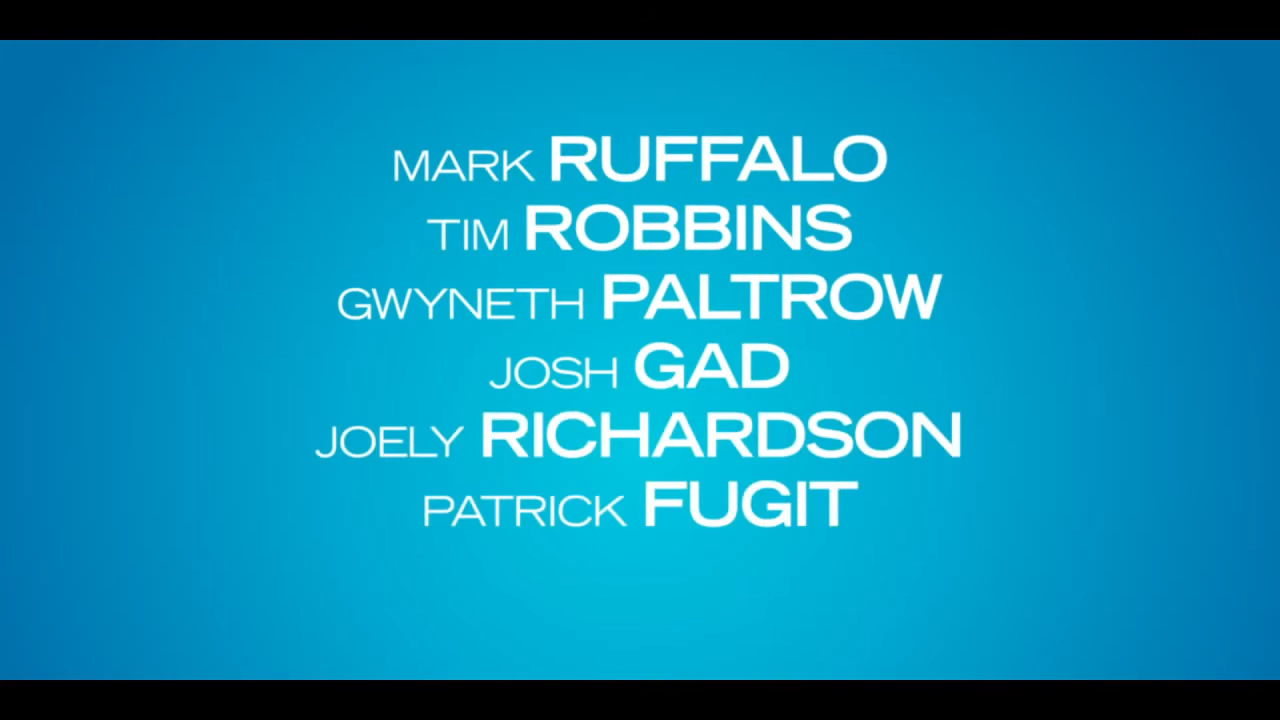 MARK RUFFALO
TIM ROBBINS
GWYNETH PALTROW
JOSH GAD
JOELY RICHARDSON
PATRICK FUGIT